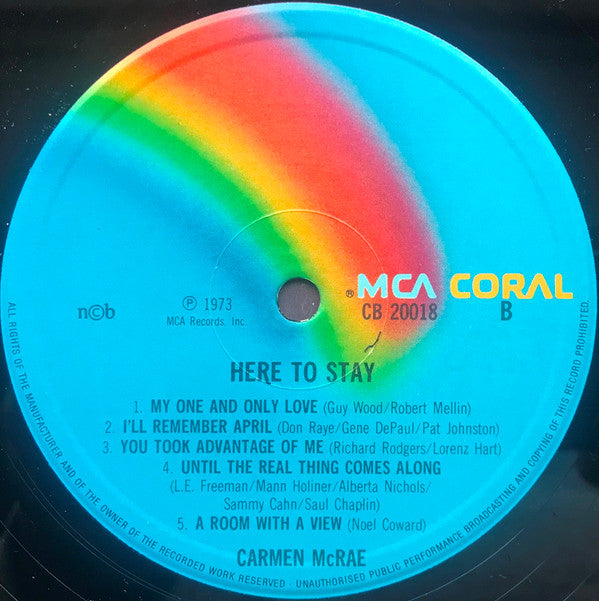 ® MCA CORAL
CB 20018 B
n©b
℗ 1973
MCA Records. Inc.
HERE TO STAY
1. MY ONE AND ONLY LOVE (Guy Wood/Robert Mellin)
2. I'LL REMEMBER APRIL (Don Raye/Gene DePaul/Pat Johnston)
3. YOU TOOK ADVANTAGE OF ME (Richard Rodgers/Lorenz Hart)
4. UNTIL THE REAL THING COMES ALONG
(L.E. Freeman/Mann Holiner/Alberta Nichols/
Sammy Cahn/Saul Chaplin)
5. A ROOM WITH A VIEW (Noel Coward)
CARMEN McRAE
ALL RIGHTS OF THE MANUFACTURER AND OF THE OWNER OF THE RECORDED WORK RESERVED - UNAUTHORISED PUBLIC PERFORMANCE BROADCASTING AND COPYING OF THIS RECORD PROHIBITED.